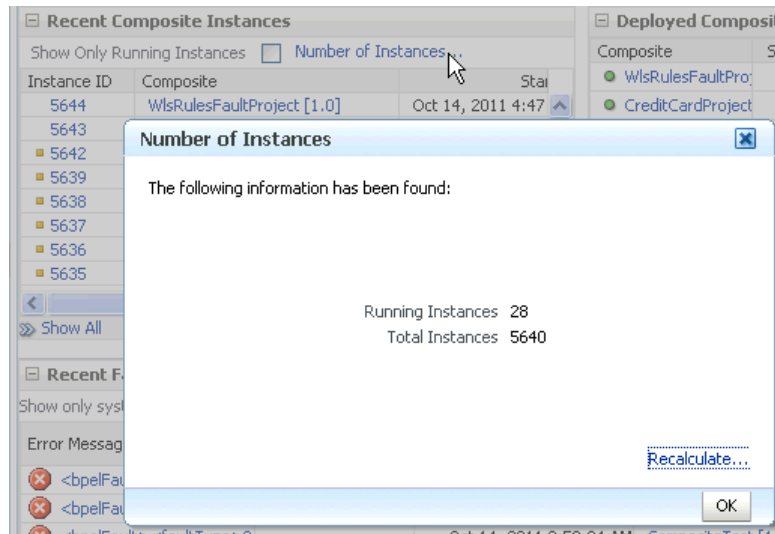 Recent Composite Instances
Deployed Composi
Show Only Running Instances Number of Instances...
Composite
Instance ID Composite Star
WlsRulesFaultProj
5644 WlsRulesFaultProject [1.0] Oct 14, 2011 4:47
CreditCardProject
5643
5642
5639
5638
5637
5636
5635
Show All
Number of Instances
The following information has been found:
Running Instances 28
Total Instances 5640
Recalculate...
OK
Recent F
Show only syst
Error Messag
<bpelFau
<bpelFau